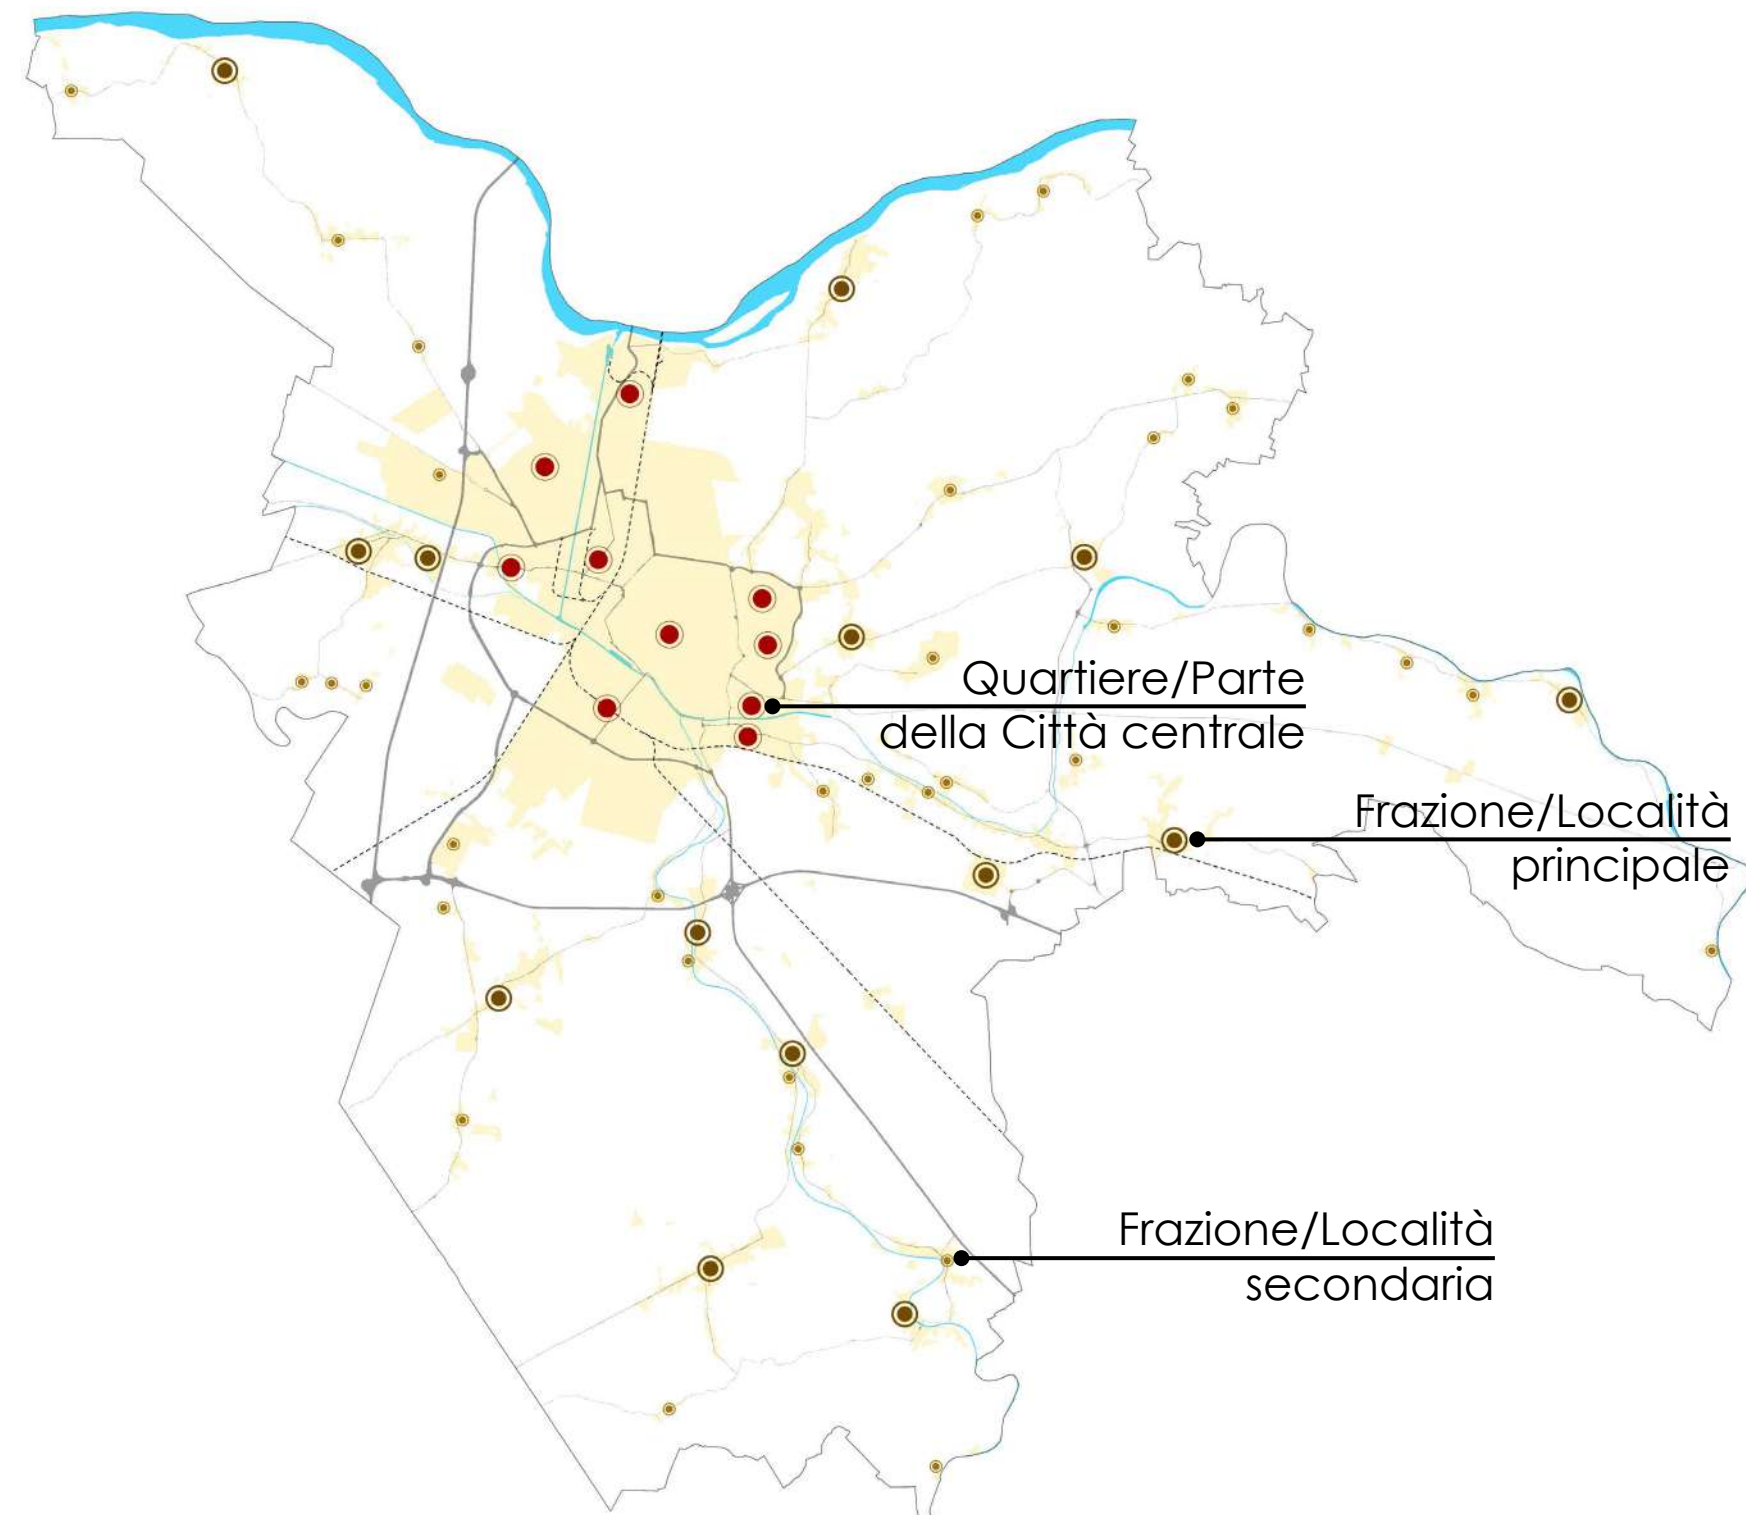 Quartiere/Parte
della Città centrale
Frazione/Località
principale
Frazione/Località
secondaria